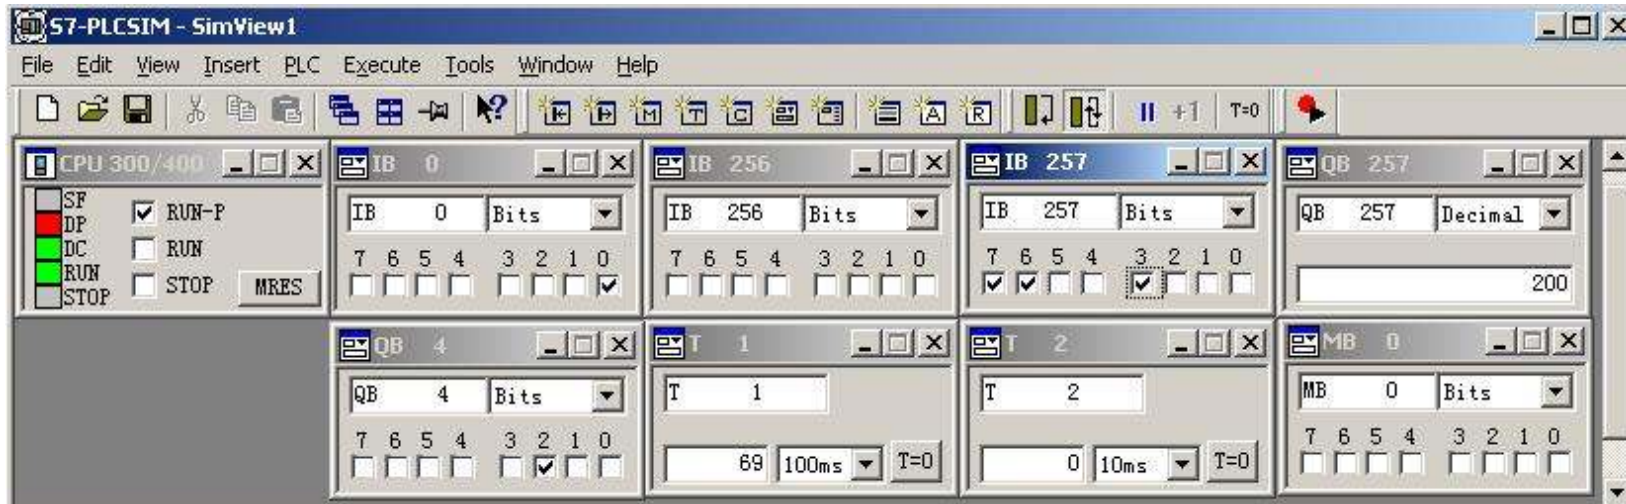 S7-PLCSIM - SimView1
File Edit View Insert PLC Execute Tools Window Help
T=0
+1
CPU 300/400
SF
DP
DC
RUN
STOP
RUN-P
RUN
STOP
MRES
IB 0
IB 0 Bits
7 6 5 4 3 2 1 0
IB 256
IB 256 Bits
7 6 5 4 3 2 1 0
IB 257
IB 257 Bits
7 6 5 4 3 2 1 0
QB 257
QB 257 Decimal
200
QB 4
QB 4 Bits
7 6 5 4 3 2 1 0
T 1
T 1
69 100ms T=0
T 2
T 2
0 10ms T=0
MB 0
MB 0 Bits
7 6 5 4 3 2 1 0